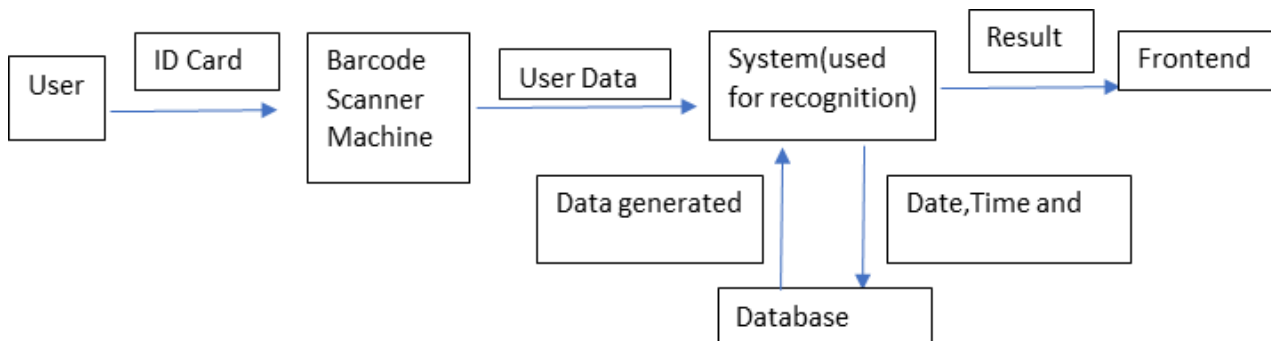 User
ID Card
Barcode
Scanner
Machine
User Data
System(used
for recognition)
Result
Frontend
Data generated
Date,Time and
Database